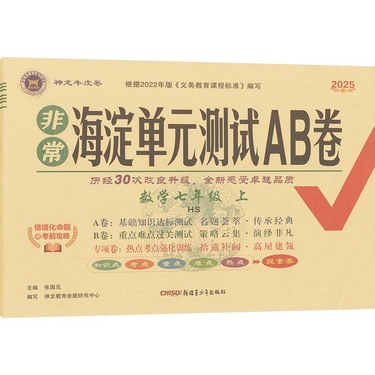 神龙牛皮卷
根据2022年版《义务教育课程标准》编写
2025
非常
海淀单元测试AB卷
历经30次改良升级，全新感受卓越品质
数学七年级 上
HS
情境化命题
考前攻略
A卷：基础知识达标测试 名题荟萃·传承经典
B卷：重点难点过关测试 策略云集·演绎非凡
专项卷：热点考点强化训练 拾遗补阙·高屋建瓴
知识点 考点 重点 难点 热点 提素养
主编 张国见
编写 神龙教育命题研究中心
CHISO 新疆青少年出版社